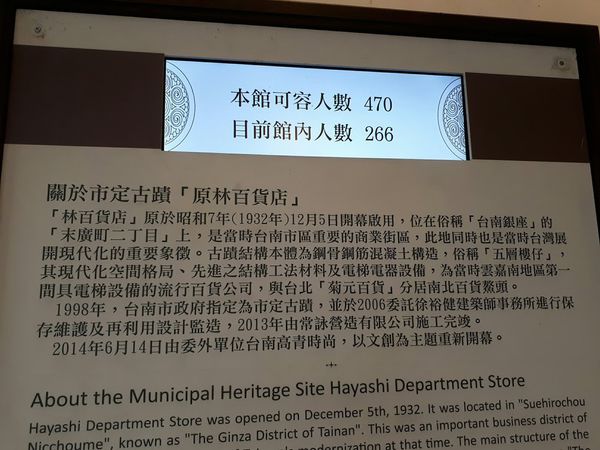 本館可容人數 470
目前館內人數 266
關於市定古蹟「原林百貨店」
「林百貨店」原於昭和7年(1932年)12月5日開幕啟用，位在俗稱「台南銀座」的
「末廣町二丁目」上，是當時台南市區重要的商業街區，此地同時也是當時台灣展
開現代化的重要象徵。古蹟結構本體為鋼骨鋼筋混凝土構造，俗稱「五層樓仔」，
其現代化空間格局、先進之結構工法材料及電梯電器設備，為當時雲嘉南地區第一
間具電梯設備的流行百貨公司，與台北「菊元百貨」分居南北百貨鰲頭。
1998年，台南市政府指定為市定古蹟，並於2006委託徐裕健建築師事務所進行保
存維護及再利用設計監造，2013年由常詠營造有限公司施工完竣。
2014年6月14日由委外單位台南高青時尚，以文創為主題重新開幕。
About the Municipal Heritage Site Hayashi Department Store
Hayashi Department Store was opened on December 5th, 1932. It was located in "Suehirochou
Nicchoume", known as "The Ginza District of Tainan". This was an important business district of
modernization at that time. The main structure of the
"The